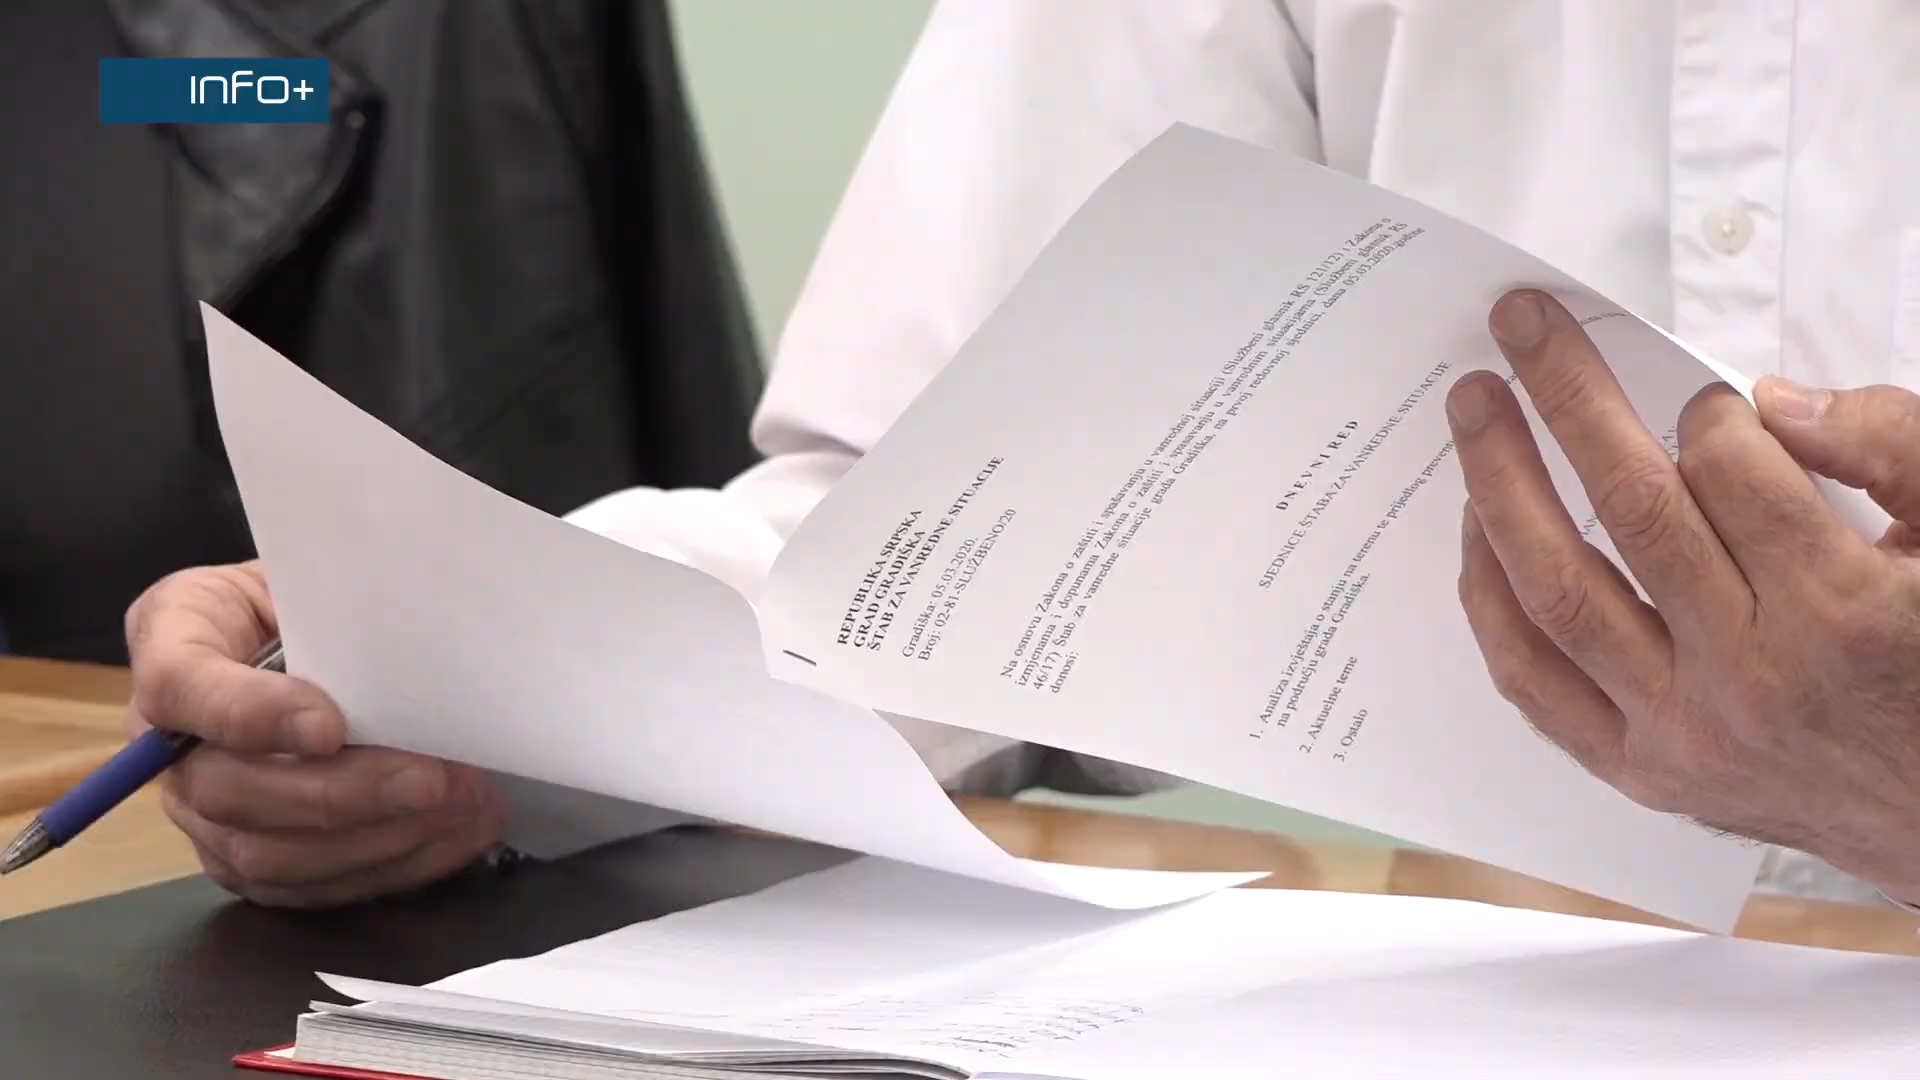 INFO+
REPUBLIKA SRPSKA
GRAD GRADIŠKA
ŠTAB ZA VANREDNE SITUACIJE
Gradiška: 05.03.2020.
Broj: 02-81-SLUŽBENO/20
Na osnovu Zakona o zaštiti i spašavanju u vanrednoj situaciji (Službeni glasnik RS 121/12) i Zakona o
izmjenama i dopunama Zakona o zaštiti i spasavanju u vanrednim situacijama (Službeni glasnik RS
46/17) Štab za vanredne situacije grada Gradiška, na prvoj redovnoj sjednici, dana 05.03.2020. godine
donosi:
D N E V N I R E D
SJEDNICE ŠTABA ZA VANREDNE SITUACIJE
1. Analiza izvještaja o stanju na terenu te prijedlog
na području grada Gradiška.
2. Aktuelne teme
3. Ostalo